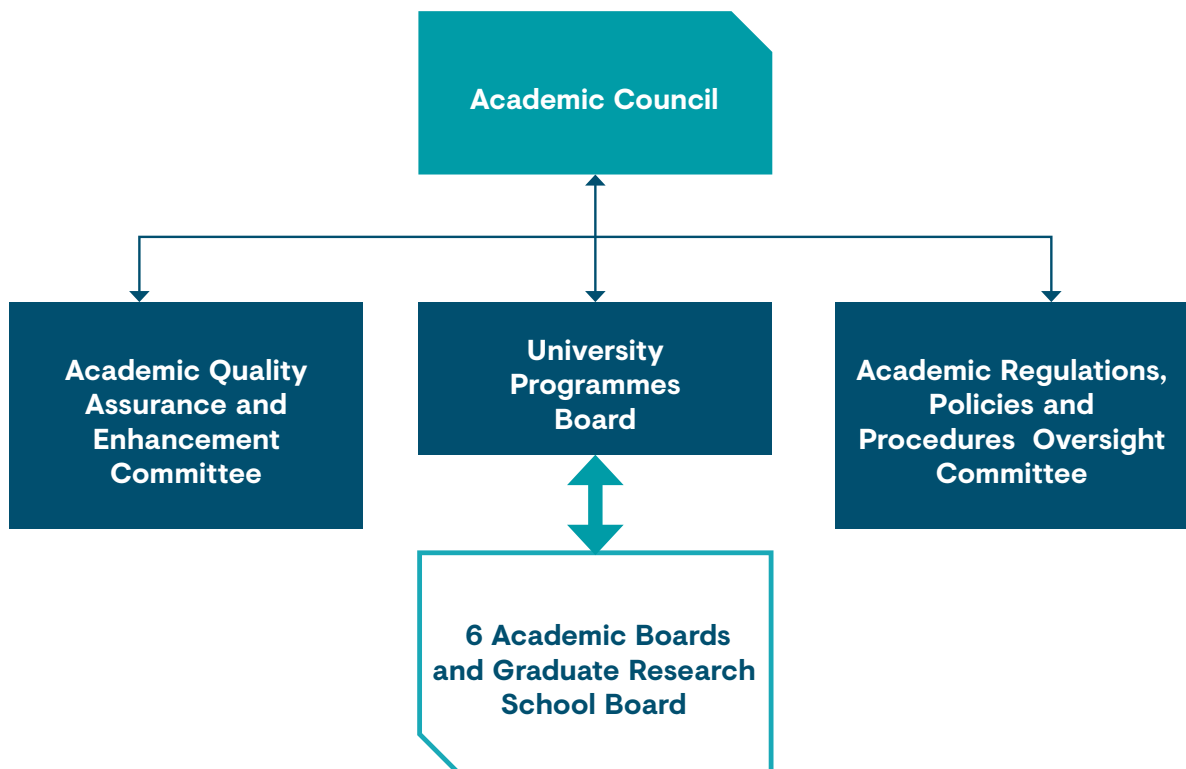 Academic Council
Academic Quality
Assurance and
Enhancement
Committee
University
Programmes
Board
Academic Regulations,
Policies and
Procedures  Oversight
Committee
6 Academic Boards
and Graduate Research
School Board